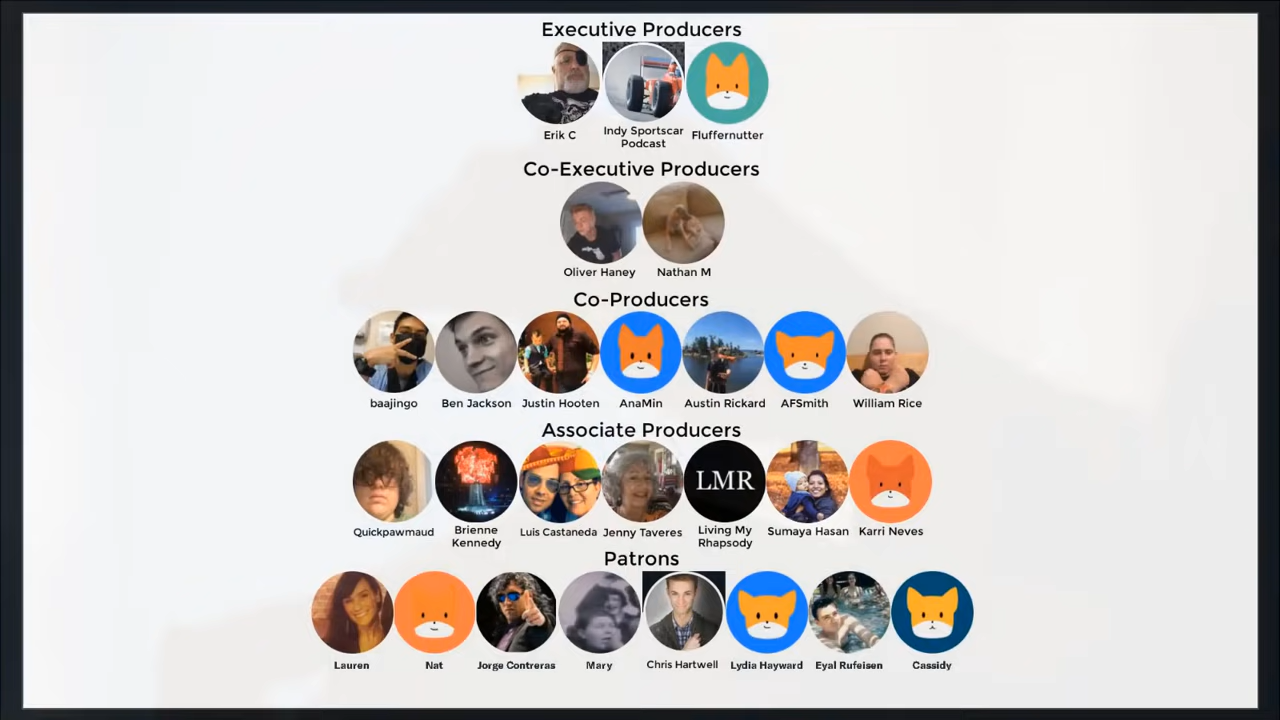 Executive Producers
Erik C
Indy Sportscar
Podcast
Fluffernutter
Co-Executive Producers
Oliver Haney
Nathan M
Co-Producers
baajingo
Ben Jackson
Justin Hooten
AnaMin
Austin Rickard
AFSmith
William Rice
Associate Producers
Quickpawmaud
Brienne
Kennedy
Luis Castaneda
Jenny Taveres
LMR
Living My
Rhapsody
Sumaya Hasan
Karri Neves
Patrons
Lauren
Nat
Jorge Contreras
Mary
Chris Hartwell
Lydia Hayward
Eyal Rufeisen
Cassidy